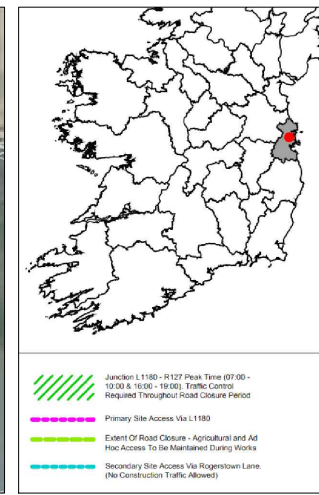 Junction L1180 - R127 Peak Time (07:00 -
10:00 & 16:00 - 19:00). Traffic Control
Required Throughout Road Closure Period
Primary Site Access Via L1180
Extent Of Road Closure - Agricultural and Ad
Hoc Access To Be Maintained During Works
Secondary Site Access Via Rogerstown Lane.
(No Construction Traffic Allowed)